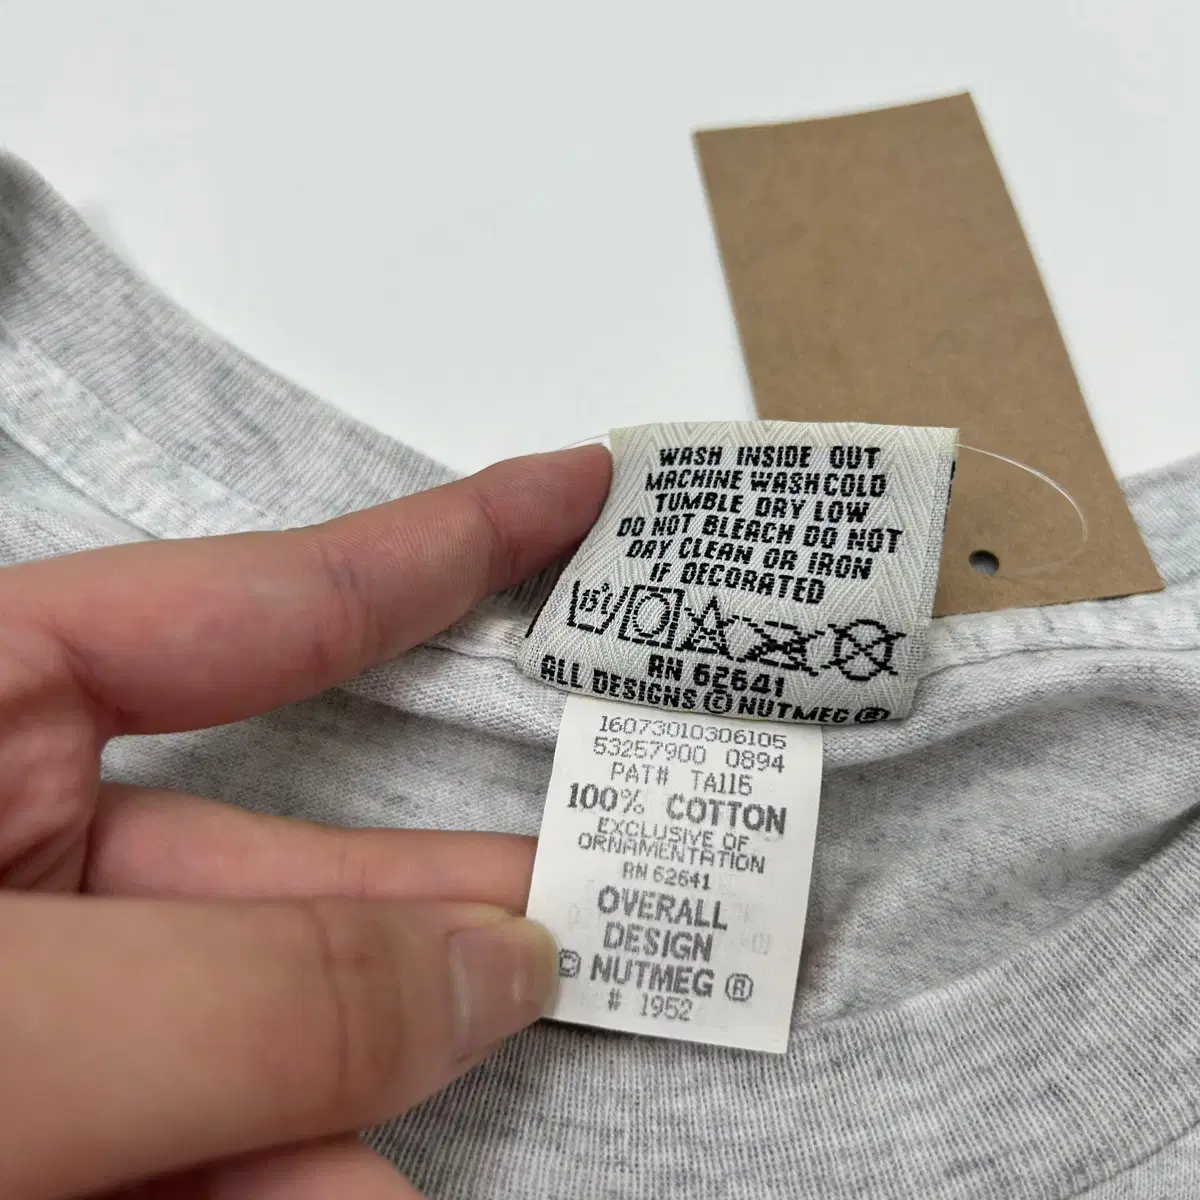 WASH INSIDE OUT
MACHINE WASH COLD
TUMBLE DRY LOW
DO NOT BLEACH DO NOT
DRY CLEAN OR IRON
IF DECORATED
RN 62641
ALL DESIGNS © NUTMEG ®
16073010306105
53257900 0894
PAT# TA115
100% COTTON
EXCLUSIVE OF
ORNAMENTATION
RN 62641
OVERALL
DESIGN
© NUTMEG ®
# 1952